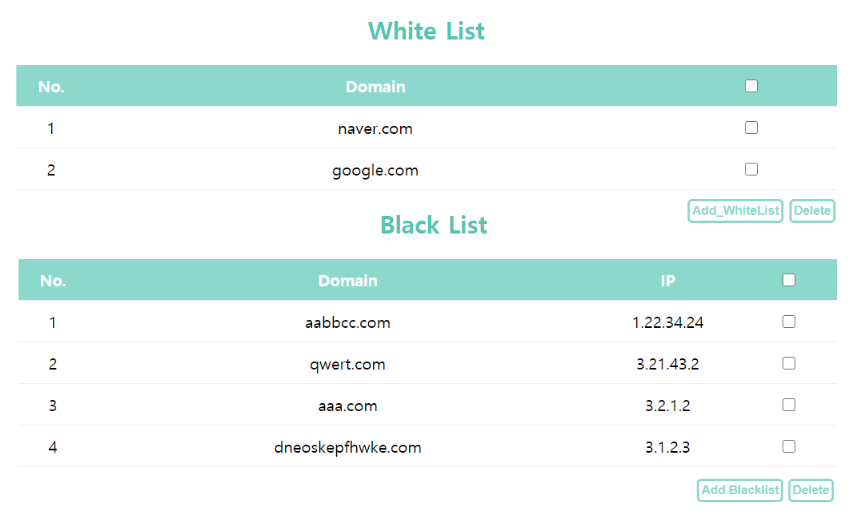 White List
No. Domain
1 naver.com
2 google.com
Add_WhiteList Delete
Black List
No. Domain IP
1 aabbcc.com 1.22.34.24
2 qwert.com 3.21.43.2
3 aaa.com 3.2.1.2
4 dneoskepfhwke.com 3.1.2.3
Add Blacklist Delete